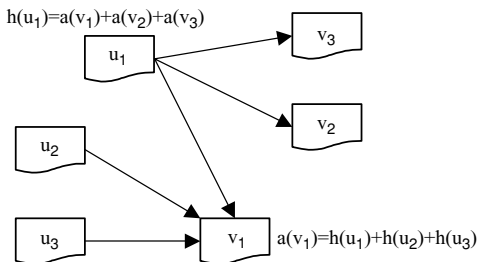 h(u₁)=a(v₁)+a(v₂)+a(v₃)
u₁
v₃
v₂
u₂
u₃
v₁
a(v₁)=h(u₁)+h(u₂)+h(u₃)